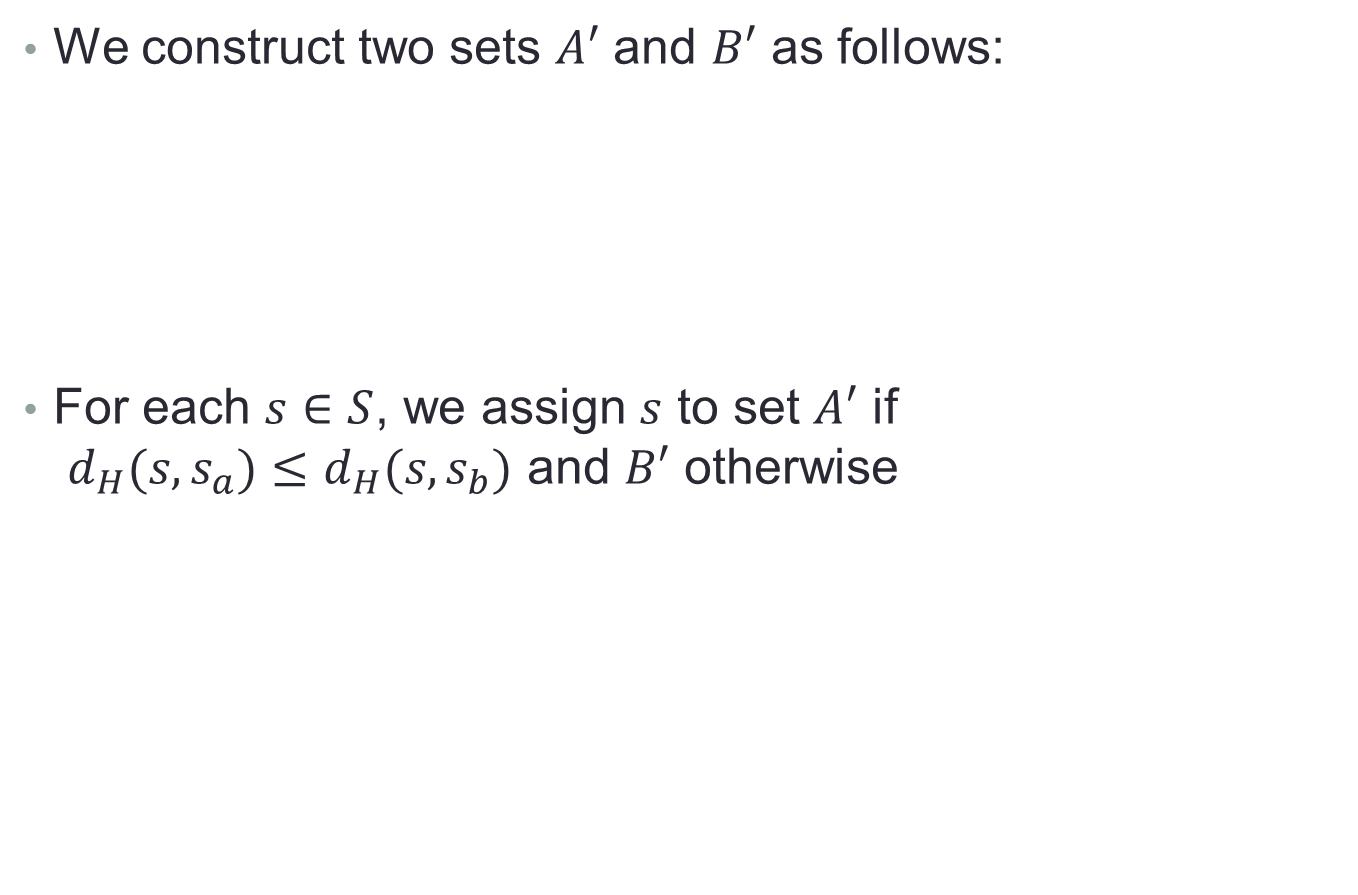 • We construct two sets 𝐴′ and 𝐵′ as follows:
• For each 𝑠 ∈ 𝑆, we assign 𝑠 to set 𝐴′ if
𝑑_𝐻(𝑠, 𝑠_𝑎) ≤ 𝑑_𝐻(𝑠, 𝑠_𝑏) and 𝐵′ otherwise